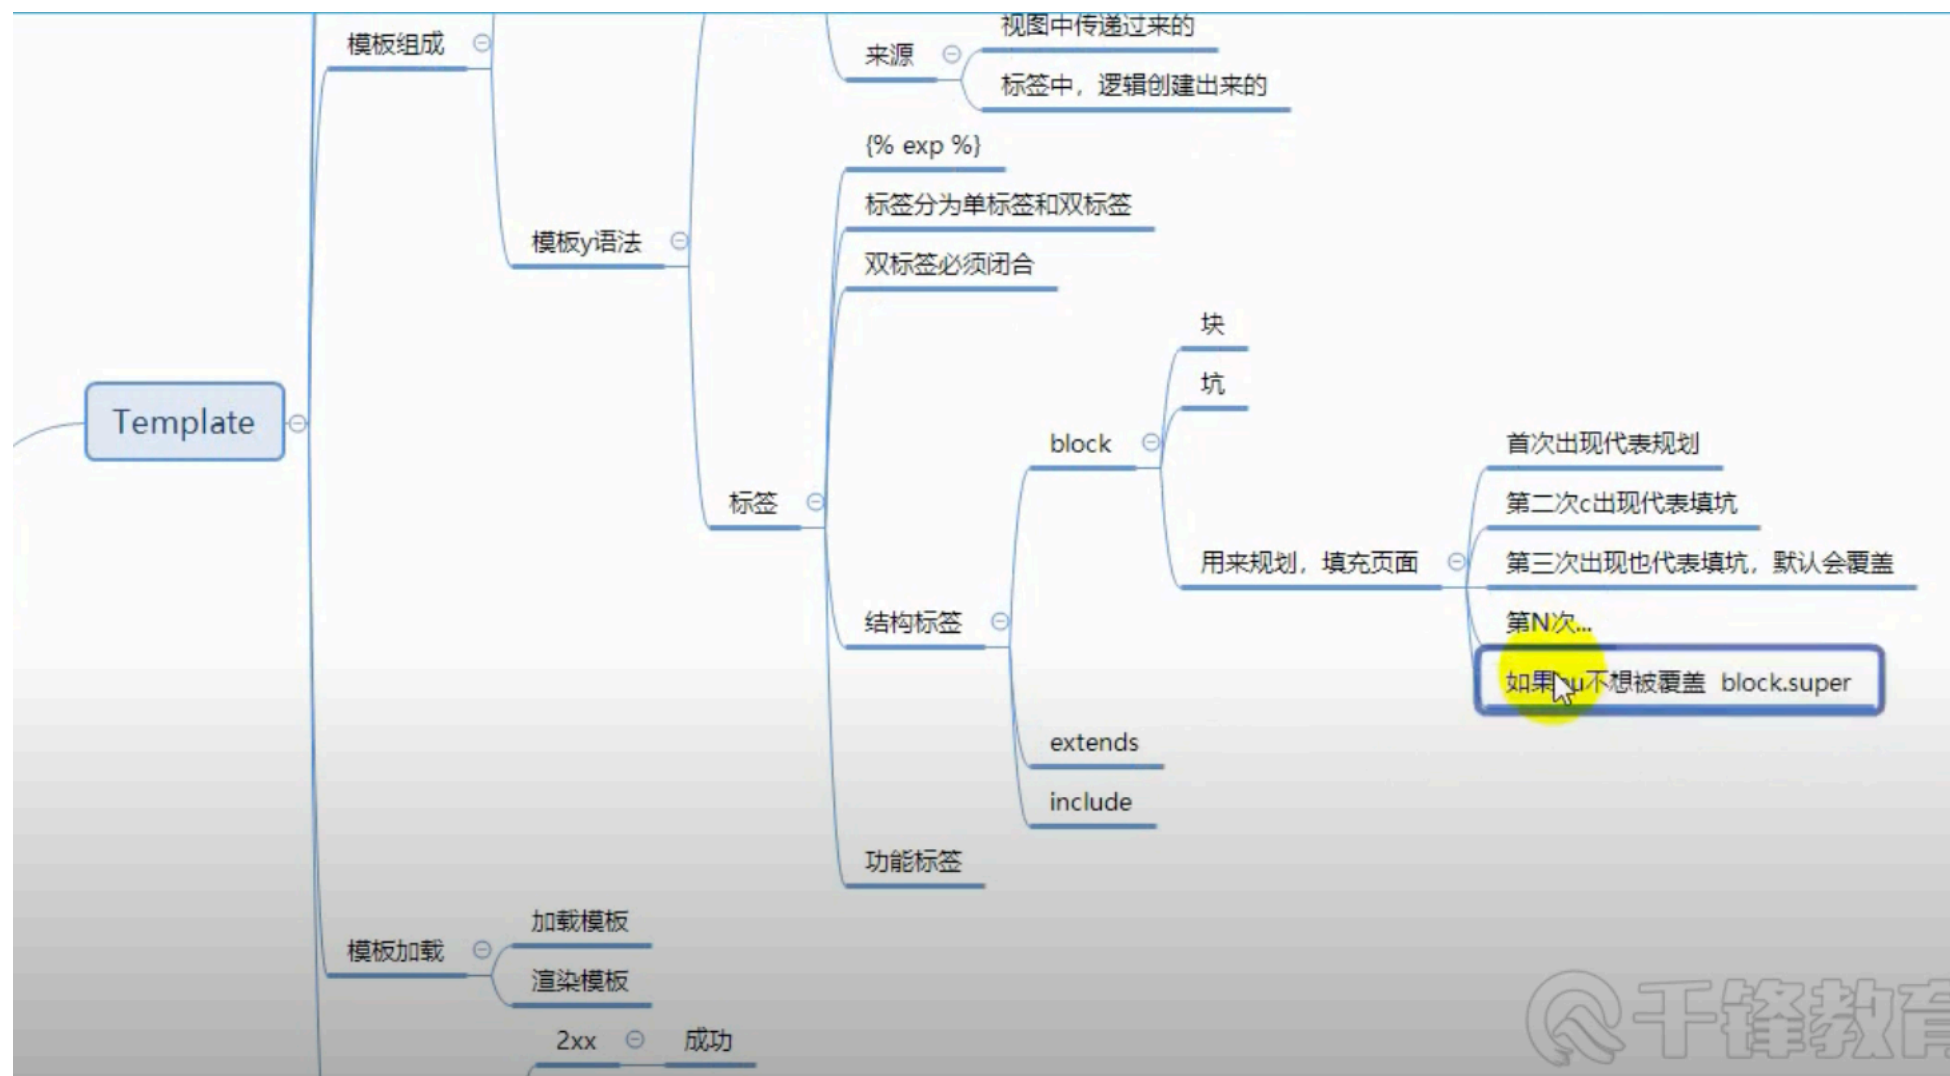 模板组成
来源
视图中传递过来的
标签中，逻辑创建出来的
模板y语法
{% exp %}
标签分为单标签和双标签
双标签必须闭合
Template
标签
结构标签
block
块
坑
用来规划，填充页面
首次出现代表规划
第二次c出现代表填坑
第三次出现也代表填坑，默认会覆盖
第N次...
如果 u不想被覆盖 block.super
extends
include
功能标签
模板加载
加载模板
渲染模板
2xx
成功
千锋教育